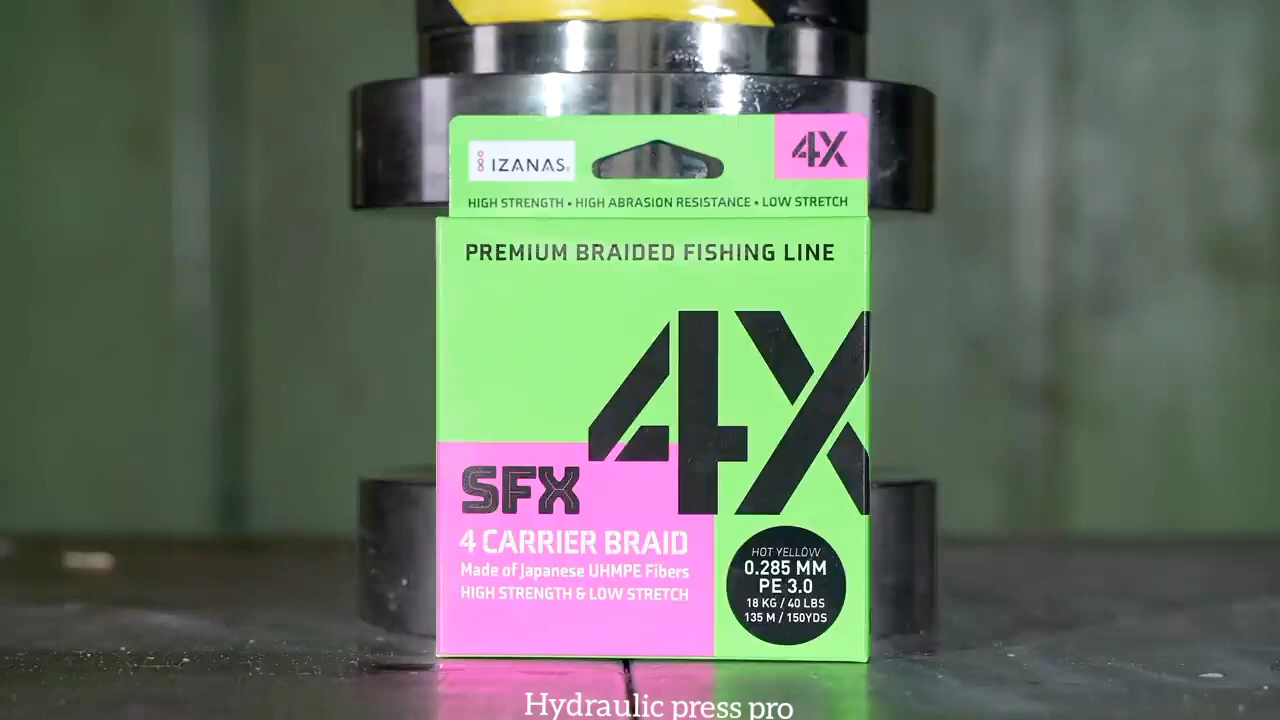 IZANAS
4X
HIGH STRENGTH • HIGH ABRASION RESISTANCE • LOW STRETCH
PREMIUM BRAIDED FISHING LINE
4X
SFX
4 CARRIER BRAID
Made of Japanese UHMPE Fibers
HIGH STRENGTH & LOW STRETCH
HOT YELLOW
0.285 MM
PE 3.0
18 KG / 40 LBS
135 M / 150YDS
Hydraulic press pro